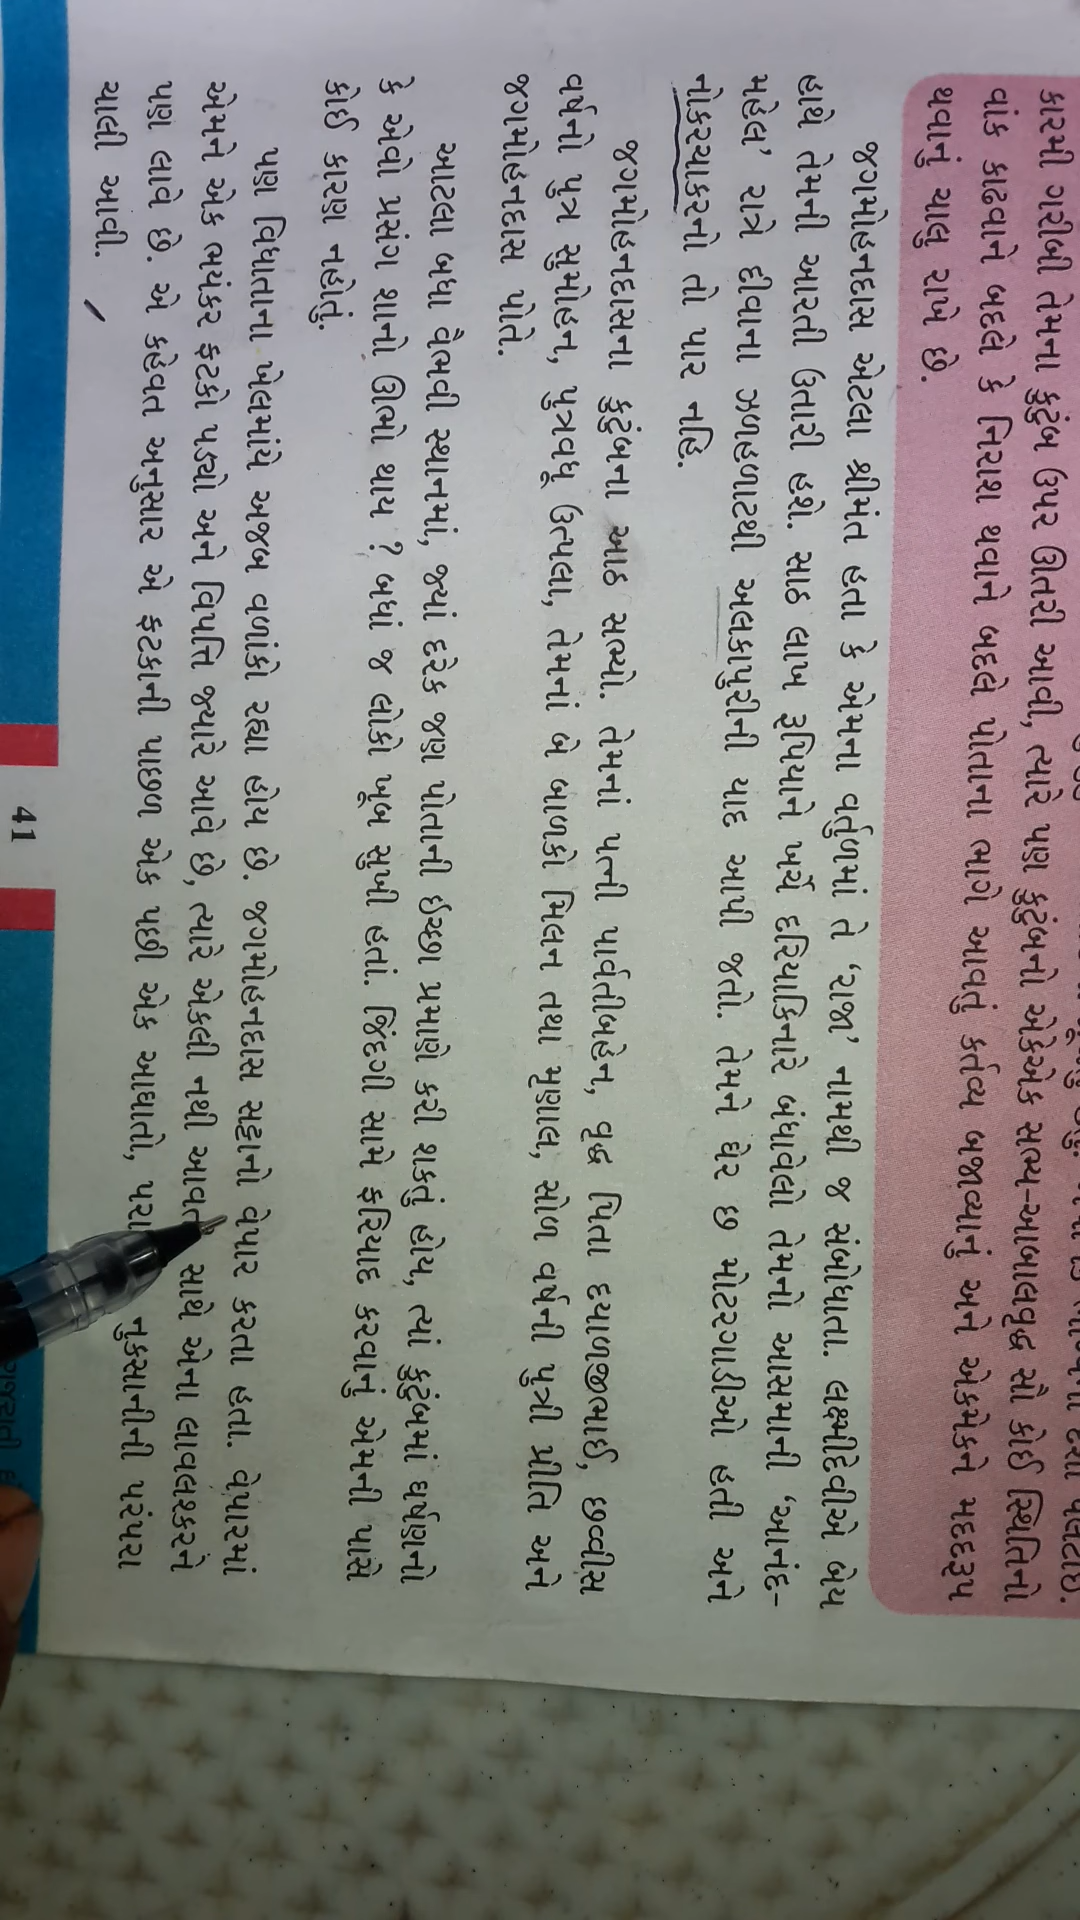 કારમી ગરીબી તેમના કુટુંબ ઉપર ઊતરી આવી, ત્યારે પણ કુટુંબનો એકેએક સભ્ય-આબાલવૃદ્ધ સૌ કોઈ સ્થિતિનો
વાંક કાઢવાને બદલે કે નિરાશ થવાને બદલે પોતાના ભાગે આવતું કર્તવ્ય બજાવ્યાનું અને એકમેકને મદદરૂપ
થવાનું ચાલુ રાખે છે.
જગમોહનદાસ એટલા શ્રીમંત હતા કે એમના વર્તુળમાં તે ‘રાજા’ નામથી જ સંબોધાતા. લક્ષ્મીદેવીએ બેય
હાથે તેમની આરતી ઉતારી હશે. સાઠ લાખ રૂપિયાને ખર્ચે દરિયાકિનારે બંધાવેલો તેમનો આસમાની ‘આનંદ-
મહેલ’ રાત્રે દીવાના ઝળહળાટથી અલકાપુરીની યાદ આપી જતો. તેમને ઘેર છ મોટરગાડીઓ હતી અને
નોકરચાકરનો તો પાર નહિ.
જગમોહનદાસના કુટુંબના આઠ સભ્યો. તેમનાં પત્ની પાર્વતીબહેન, વૃદ્ધ પિતા દયાળજીભાઈ, છવ્વીસ
વર્ષનો પુત્ર સુમોહન, પુત્રવધૂ ઉત્પલા, તેમનાં બે બાળકો મિલન તથા મૃણાલ, સોળ વર્ષની પુત્રી પ્રીતિ અને
જગમોહનદાસ પોતે.
આટલા બધા વૈભવી સ્થાનમાં, જ્યાં દરેક જણ પોતાની ઇચ્છા પ્રમાણે કરી શકતું હોય, ત્યાં કુટુંબમાં ઘર્ષણનો
કે એવો પ્રસંગ શાનો ઊભો થાય ? બધાં જ લોકો ખૂબ સુખી હતાં. જિંદગી સામે ફરિયાદ કરવાનું એમની પાસે
કોઈ કારણ નહોતું.
પણ વિધાતાના ખેલમાંયે અજબ વળાંકો રહ્યા હોય છે. જગમોહનદાસ સટ્ટાનો વેપાર કરતા હતા. વેપારમાં
એમને એક ભયંકર ફટકો પડ્યો અને વિપત્તિ જ્યારે આવે છે, ત્યારે એકલી નથી આવતી સાથે એના લાવલશ્કરને
પણ લાવે છે. એ કહેવત અનુસાર એ ફટકાની પાછળ એક પછી એક આઘાતો, નુકસાનીની પરંપરા
ચાલી આવી.
41